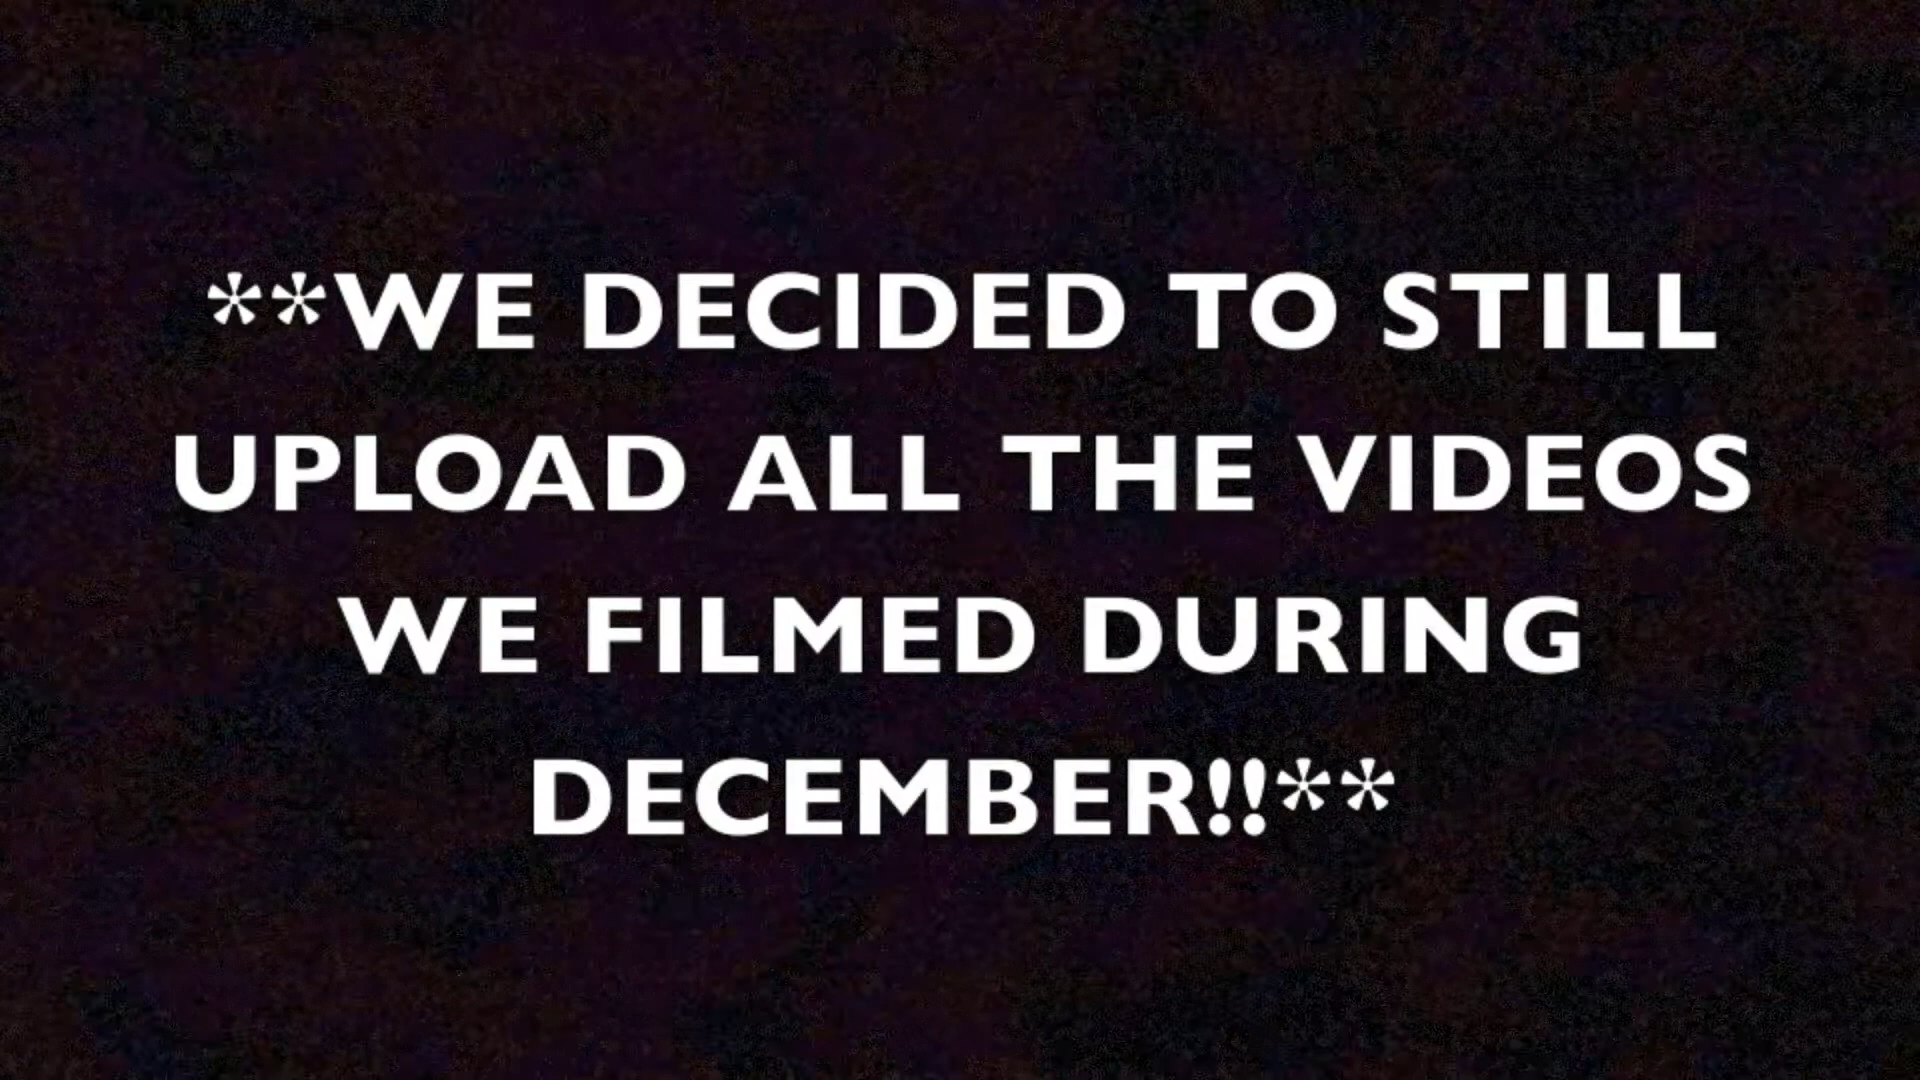 **WE DECIDED TO STILL
UPLOAD ALL THE VIDEOS
WE FILMED DURING
DECEMBER!!**